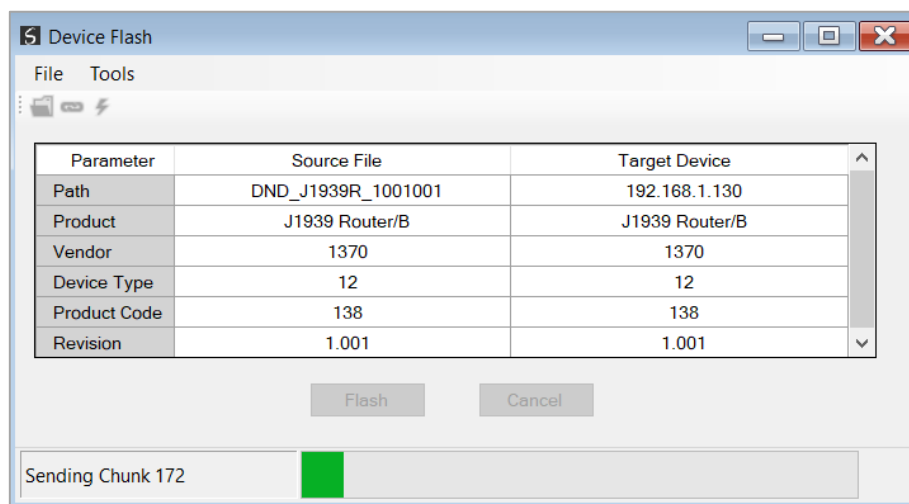 Device Flash
File Tools
Parameter Source File Target Device
Path DND_J1939R_1001001 192.168.1.130
Product J1939 Router/B J1939 Router/B
Vendor 1370 1370
Device Type 12 12
Product Code 138 138
Revision 1.001 1.001
Flash Cancel
Sending Chunk 172